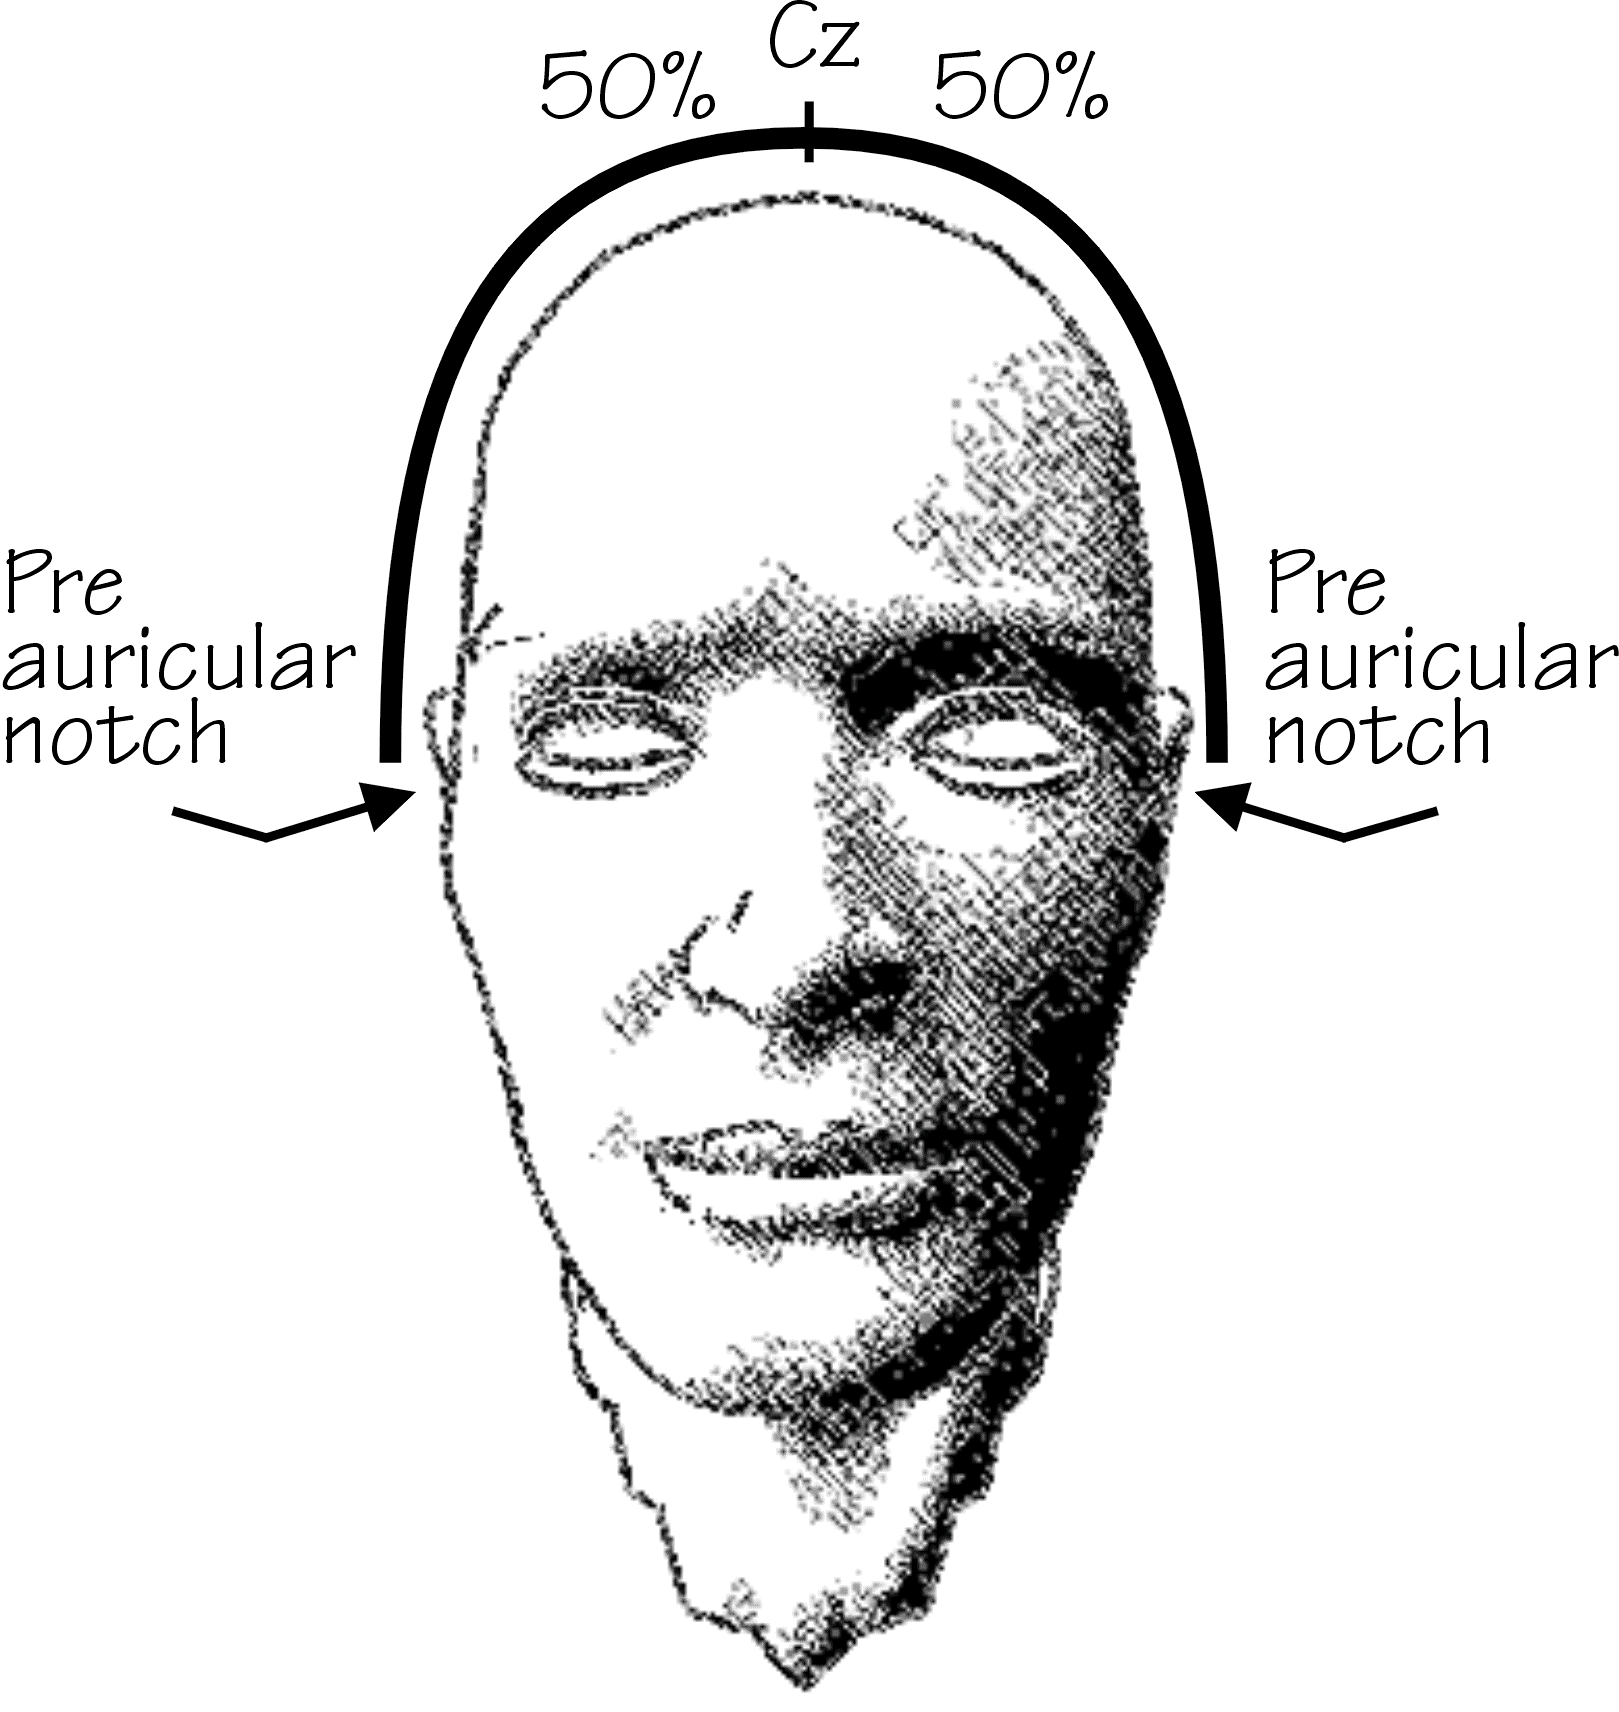 Cz
50% 50%
Pre
auricular
notch
Pre
auricular
notch